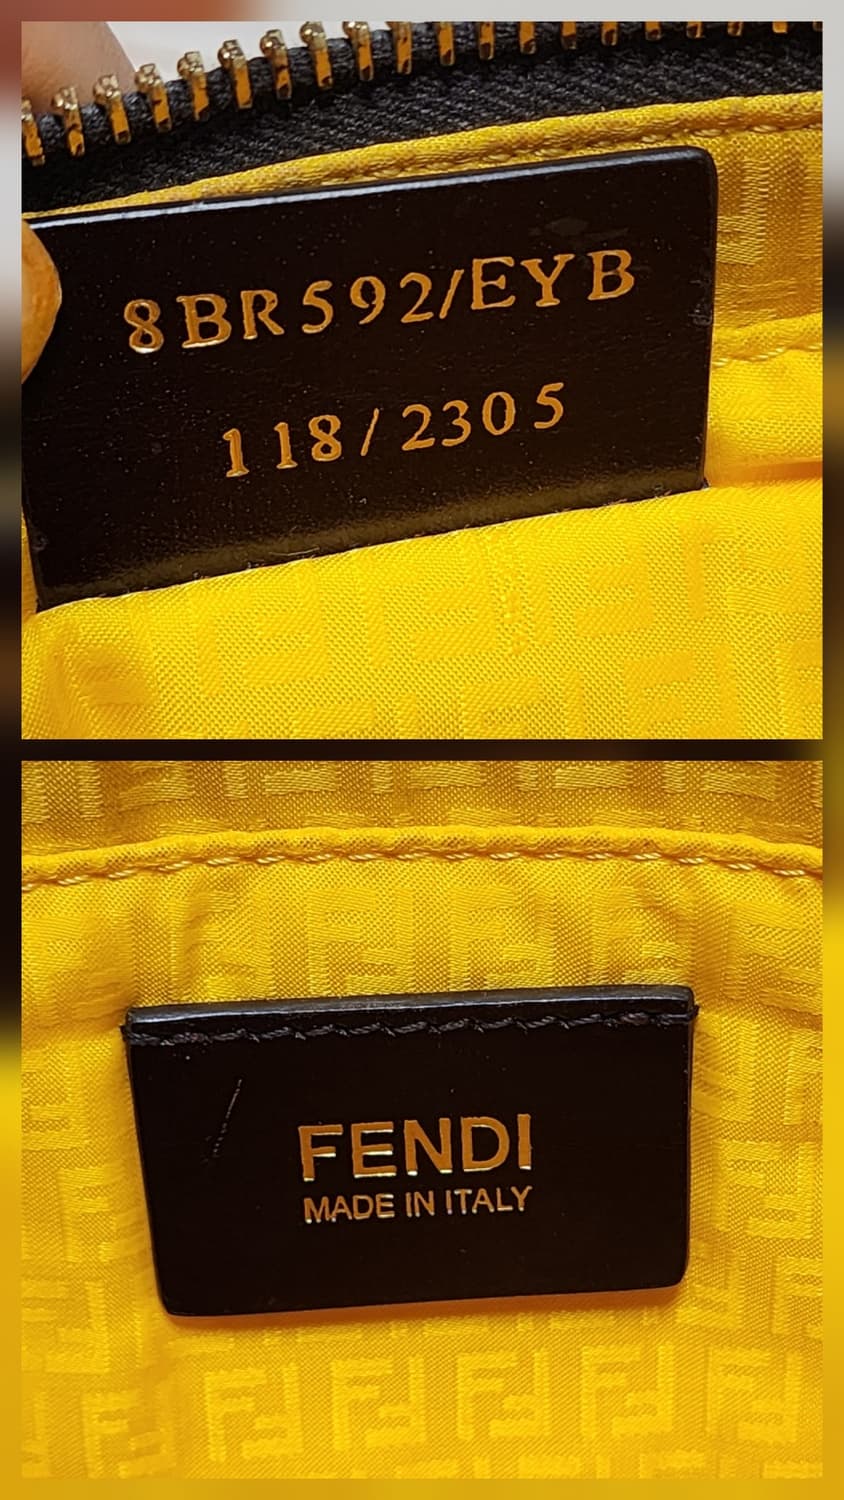 8BR592/EYB
118/2305
FENDI
MADE IN ITALY